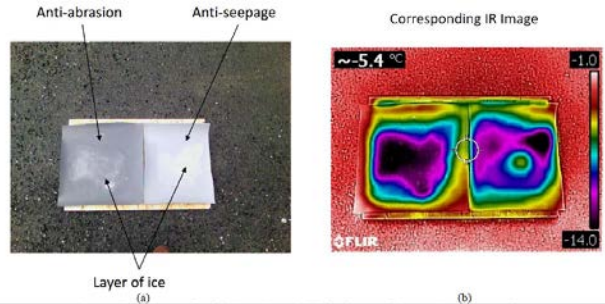 Anti-abrasion
Anti-seepage
Layer of ice
(a)
Corresponding IR Image
~-5.4 °C
-1.0
-14.0
FLIR
(b)